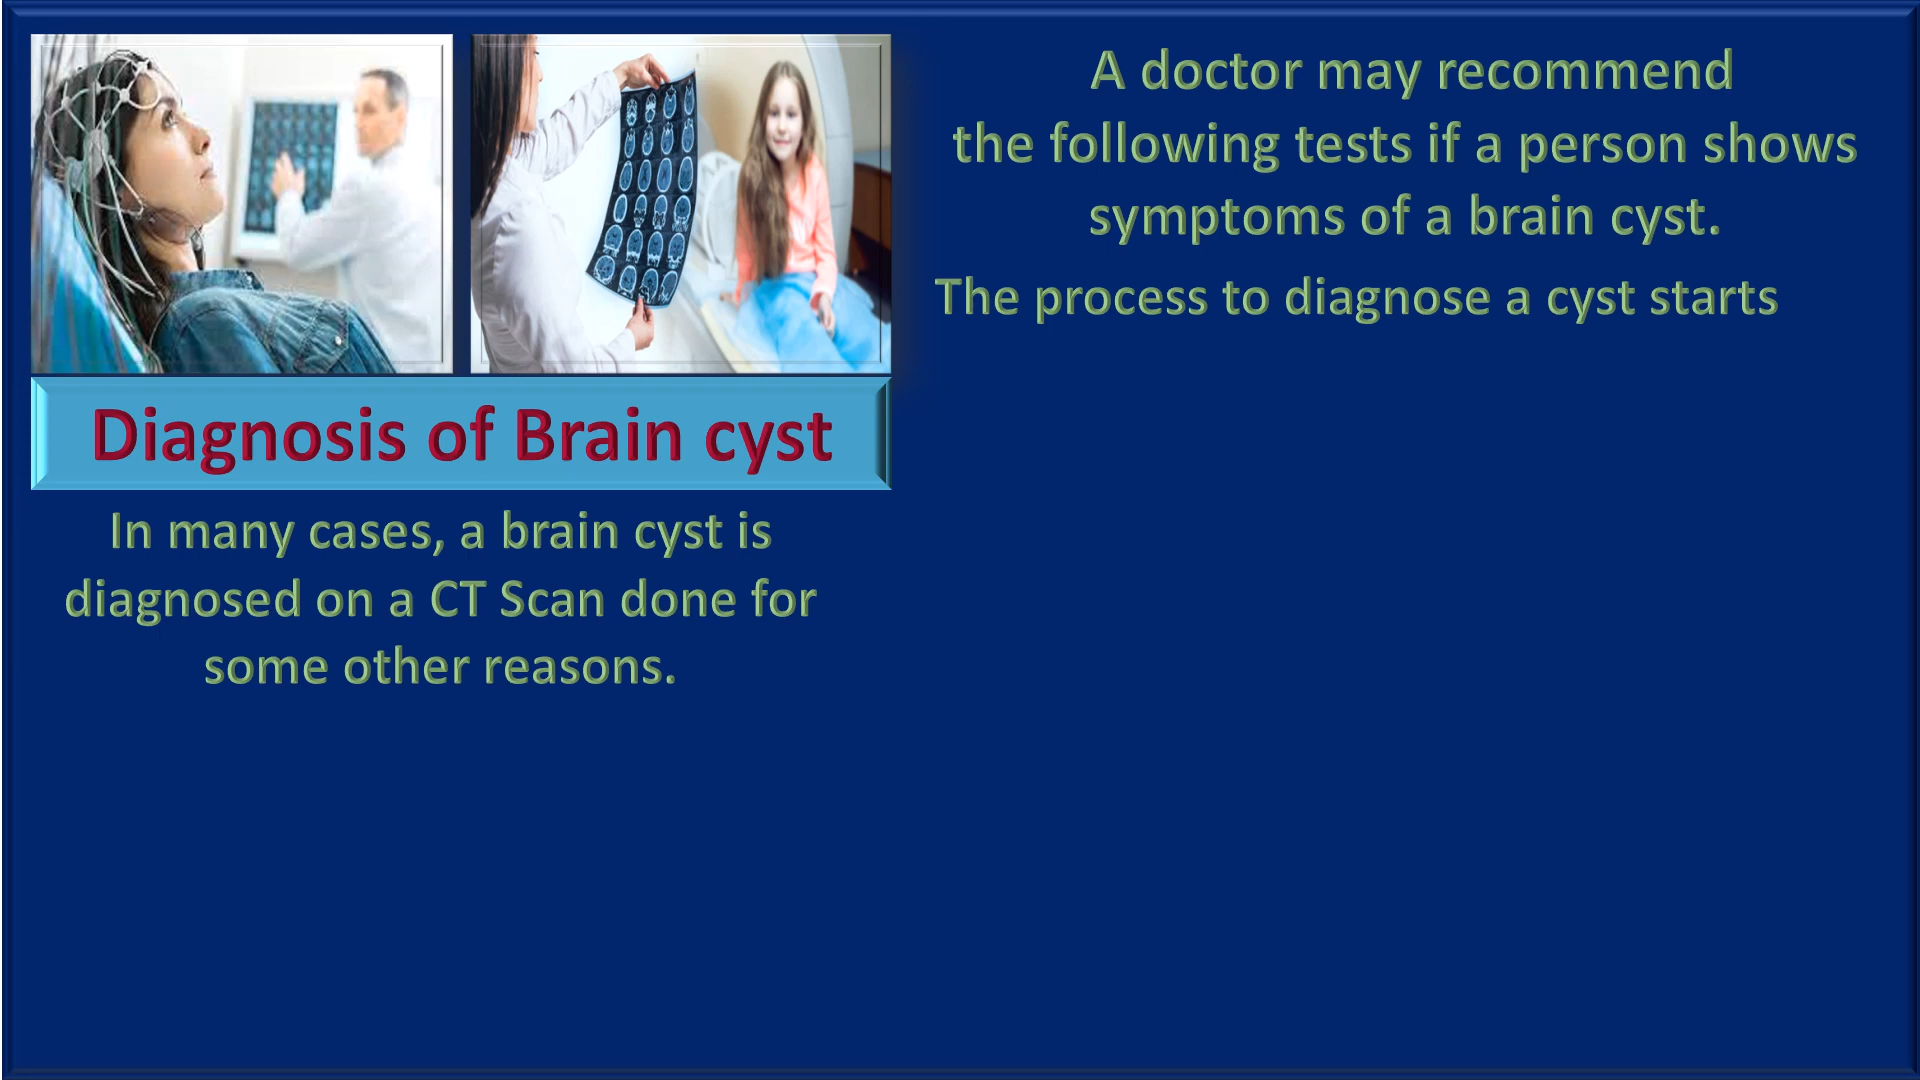 Diagnosis of Brain cyst
In many cases, a brain cyst is
diagnosed on a CT Scan done for
some other reasons.
A doctor may recommend
the following tests if a person shows
symptoms of a brain cyst.
The process to diagnose a cyst starts